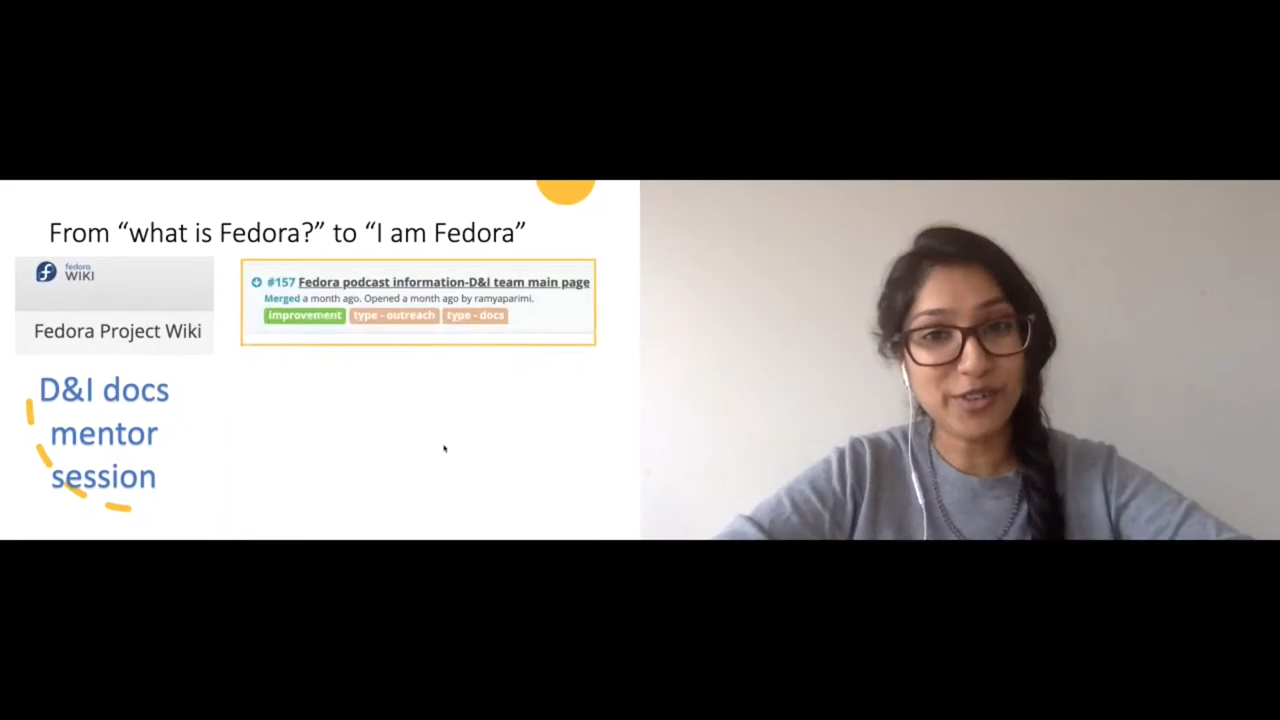 From “what is Fedora?” to “I am Fedora”
fedora
WIKI
Fedora Project Wiki
#157 Fedora podcast information-D&I team main page
Merged a month ago. Opened a month ago by ramyaparimi.
improvement type - outreach type - docs
D&I docs
mentor
session